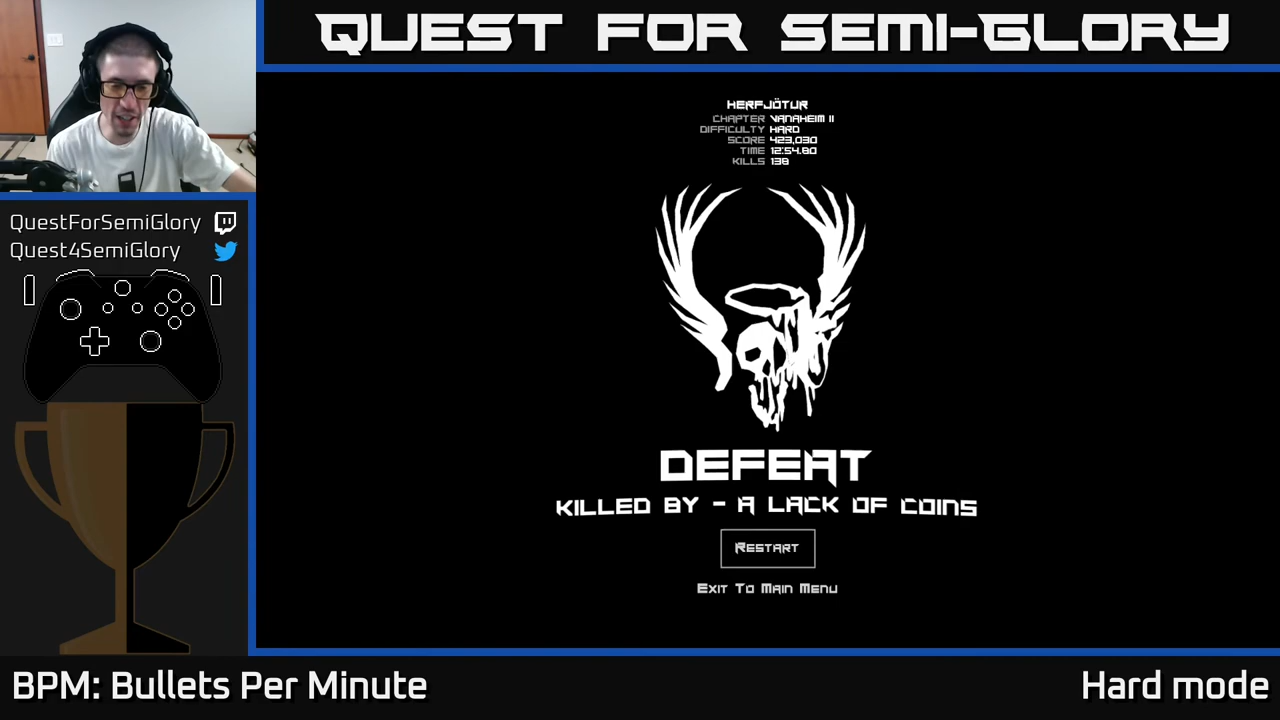 QUEST FOR SEMI-GLORY
QuestForSemiGlory
Quest4SemiGlory
HERFJÖTUR
CHAPTER VANAHEIM II
DIFFICULTY HARD
SCORE 423,030
TIME 12:54.80
KILLS 138
DEFEAT
KILLED BY - A LACK OF COINS
RESTART
EXIT TO MAIN MENU
BPM: Bullets Per Minute
Hard mode